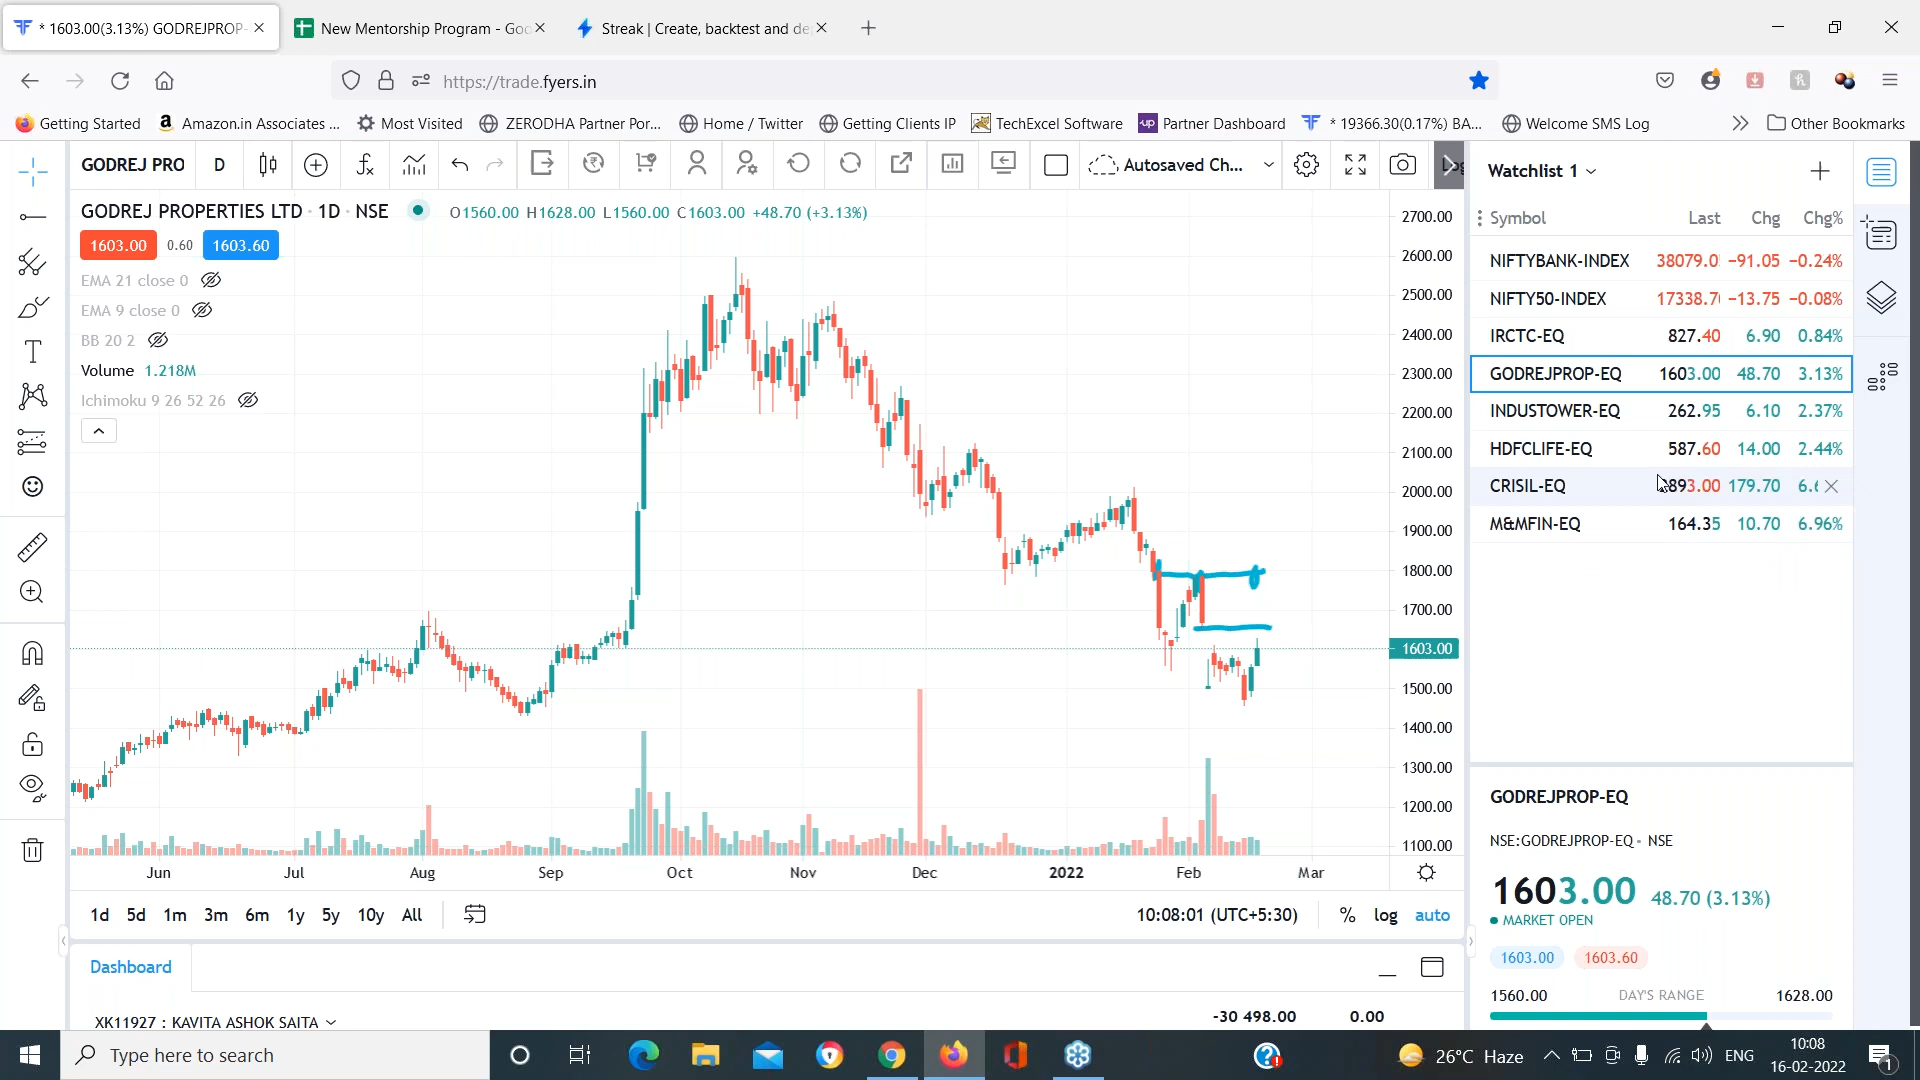 * 1603.00(3.13%) GODREJPROP-
New Mentorship Program - Goo
Streak | Create, backtest and de
https://trade.fyers.in
Getting Started
Amazon.in Associates ...
Most Visited
ZERODHA Partner Por...
Home / Twitter
Getting Clients IP
TechExcel Software
up Partner Dashboard
* 19366.30(0.17%) BA...
Welcome SMS Log
Other Bookmarks
GODREJ PRO
D
Autosaved Ch...
GODREJ PROPERTIES LTD · 1D · NSE
O1560.00 H1628.00 L1560.00 C1603.00 +48.70 (+3.13%)
1603.00 0.60 1603.60
EMA 21 close 0
EMA 9 close 0
BB 20 2
Volume 1.218M
Ichimoku 9 26 52 26
2700.00
2600.00
2500.00
2400.00
2300.00
2200.00
2100.00
2000.00
1900.00
1800.00
1700.00
1603.00
1500.00
1400.00
1300.00
1200.00
1100.00
Jun Jul Aug Sep Oct Nov Dec 2022 Feb Mar
1d 5d 1m 3m 6m 1y 5y 10y All
10:08:01 (UTC+5:30)
% log auto
Dashboard
XK11927 : KAVITA ASHOK SAITA
-30 498.00 0.00
Watchlist 1
Symbol Last Chg Chg%
NIFTYBANK-INDEX 38079.0 −91.05 −0.24%
NIFTY50-INDEX 17338.7 −13.75 −0.08%
IRCTC-EQ 827.40 6.90 0.84%
GODREJPROP-EQ 1603.00 48.70 3.13%
INDUSTOWER-EQ 262.95 6.10 2.37%
HDFCLIFE-EQ 587.60 14.00 2.44%
CRISIL-EQ 893.00 179.70
M&MFIN-EQ 164.35 10.70 6.96%
GODREJPROP-EQ
NSE:GODREJPROP-EQ • NSE
1603.00 48.70 (3.13%)
MARKET OPEN
1603.00 1603.60
1560.00 DAY'S RANGE 1628.00
Type here to search
26°C Haze
ENG
10:08
16-02-2022
1